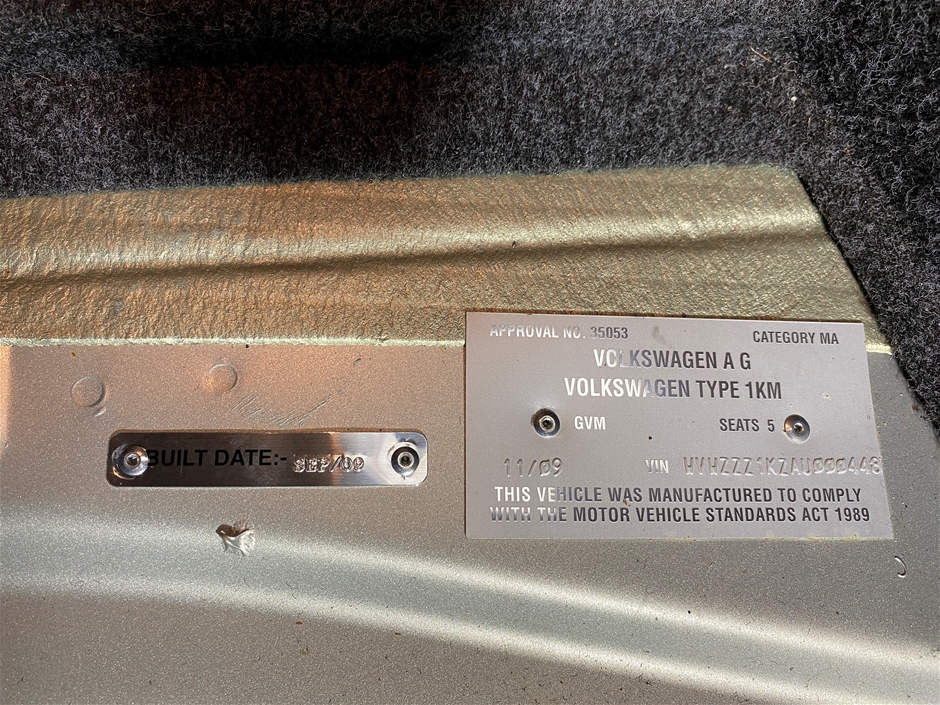 APPROVAL NO. 35053 CATEGORY MA
VOLKSWAGEN A G
VOLKSWAGEN TYPE 1KM
GVM SEATS 5
11/09 VIN WVWZZZ1KZAU000443
THIS VEHICLE WAS MANUFACTURED TO COMPLY
WITH THE MOTOR VEHICLE STANDARDS ACT 1989
BUILT DATE:- SEP/09